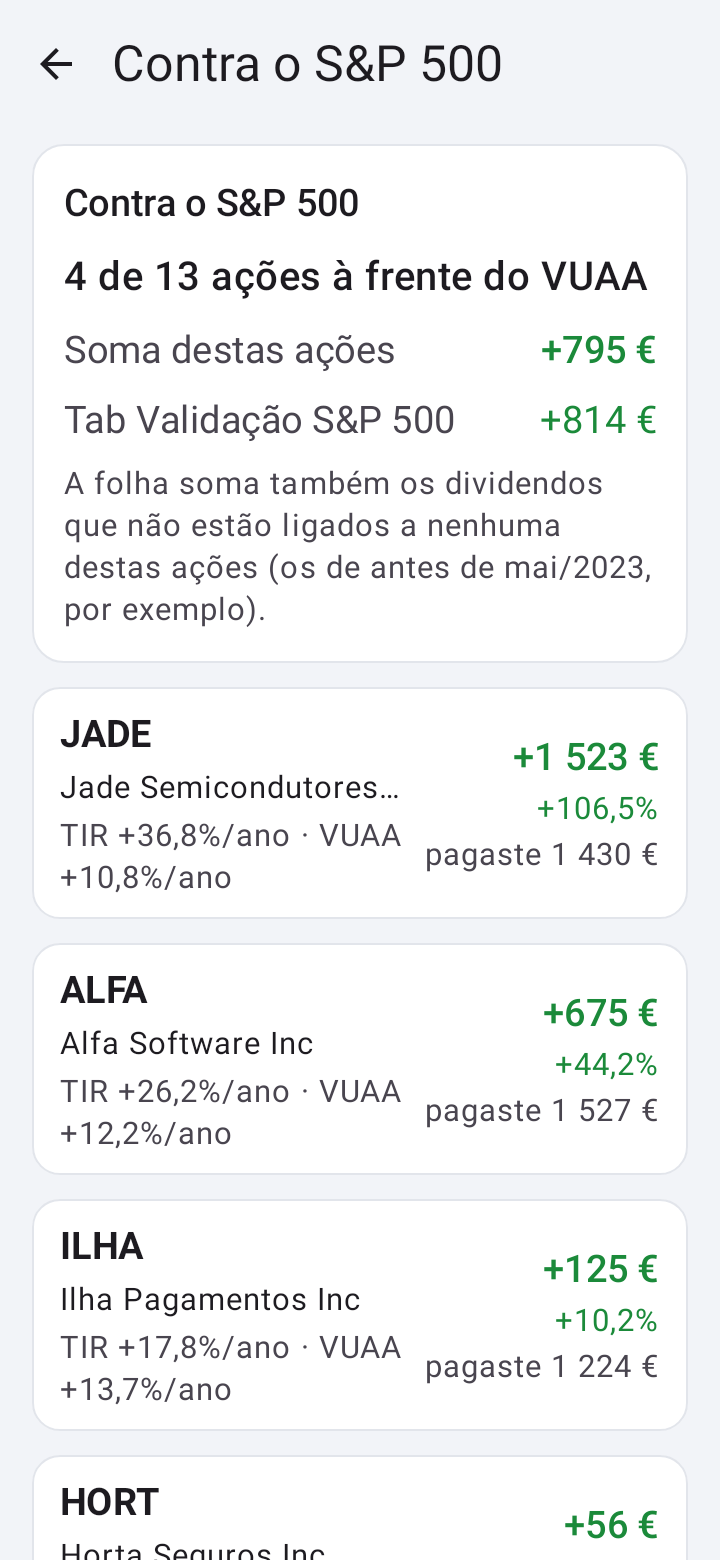 Contra o S&P 500
Contra o S&P 500
4 de 13 ações à frente do VUAA
Soma destas ações +795 €
Tab Validação S&P 500 +814 €
A folha soma também os dividendos
que não estão ligados a nenhuma
destas ações (os de antes de mai/2023,
por exemplo).
JADE
Jade Semicondutores…
TIR +36,8%/ano · VUAA
+10,8%/ano
+1 523 €
+106,5%
pagaste 1 430 €
ALFA
Alfa Software Inc
TIR +26,2%/ano · VUAA
+12,2%/ano
+675 €
+44,2%
pagaste 1 527 €
ILHA
Ilha Pagamentos Inc
TIR +17,8%/ano · VUAA
+13,7%/ano
+125 €
+10,2%
pagaste 1 224 €
HORT
Horta Seguros Inc
+56 €